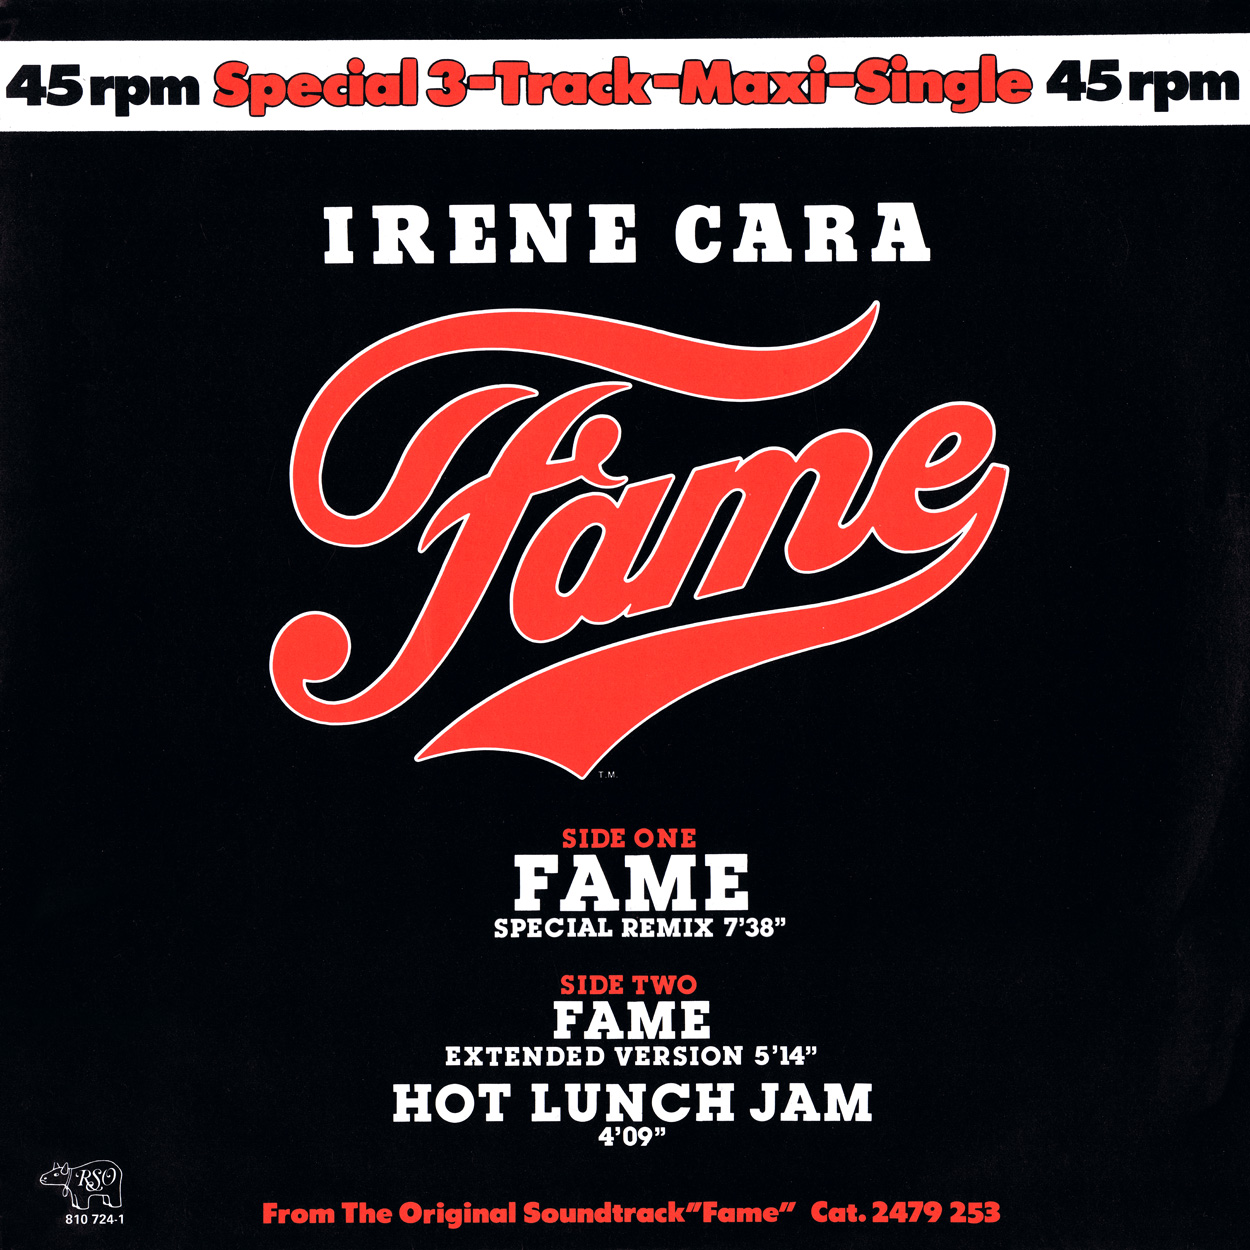 45 rpm Special 3-Track-Maxi-Single 45 rpm
IRENE CARA
Fame
T.M.
SIDE ONE
FAME
SPECIAL REMIX 7'38"
SIDE TWO
FAME
EXTENDED VERSION 5'14"
HOT LUNCH JAM
4'09"
RSO
810 724-1
From The Original Soundtrack "Fame" Cat. 2479 253